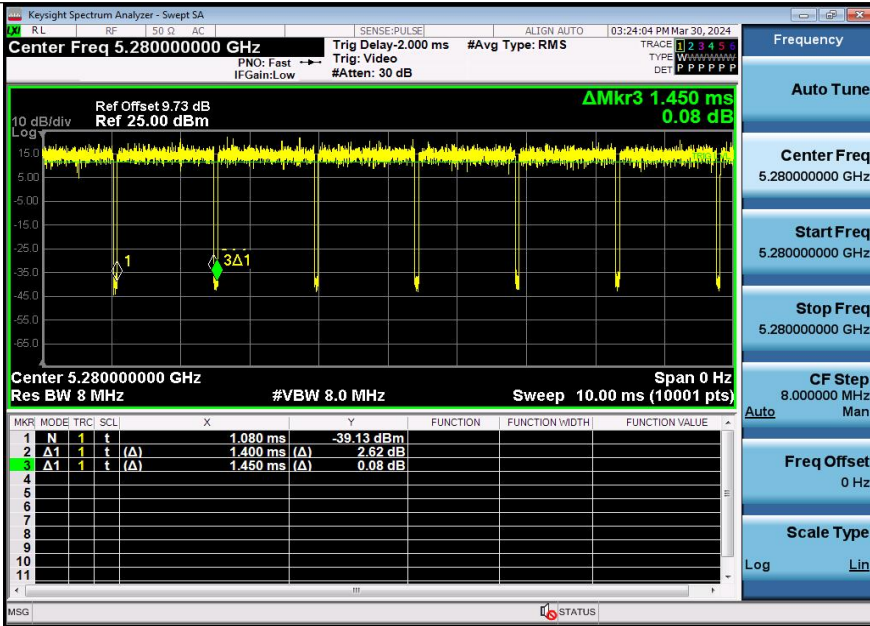 Keysight Spectrum Analyzer - Swept SA
LXI RL RF 50 Ω AC SENSE:PULSE ALIGN AUTO 03:24:04 PM Mar 30, 2024
Center Freq 5.280000000 GHz
PNO: Fast
IFGain:Low
Trig Delay-2.000 ms
Trig: Video
#Atten: 30 dB
#Avg Type: RMS
TRACE 1 2 3 4 5 6
TYPE WWWWWW
DET P P P P P P
ΔMkr3 1.450 ms
0.08 dB
Ref Offset 9.73 dB
10 dB/div Ref 25.00 dBm
Log
15.0
5.00
-5.00
-15.0
-25.0
-35.0
-45.0
-55.0
-65.0
1
3Δ1
Center 5.280000000 GHz Span 0 Hz
Res BW 8 MHz #VBW 8.0 MHz Sweep 10.00 ms (10001 pts)
MKR MODE TRC SCL X Y FUNCTION FUNCTION WIDTH FUNCTION VALUE
1 N 1 t 1.080 ms -39.13 dBm
2 Δ1 1 t (Δ) 1.400 ms (Δ) 2.62 dB
3 Δ1 1 t (Δ) 1.450 ms (Δ) 0.08 dB
4
5
6
7
8
9
10
11
MSG STATUS
Frequency
Auto Tune
Center Freq
5.280000000 GHz
Start Freq
5.280000000 GHz
Stop Freq
5.280000000 GHz
CF Step
8.000000 MHz
Auto Man
Freq Offset
0 Hz
Scale Type
Log Lin